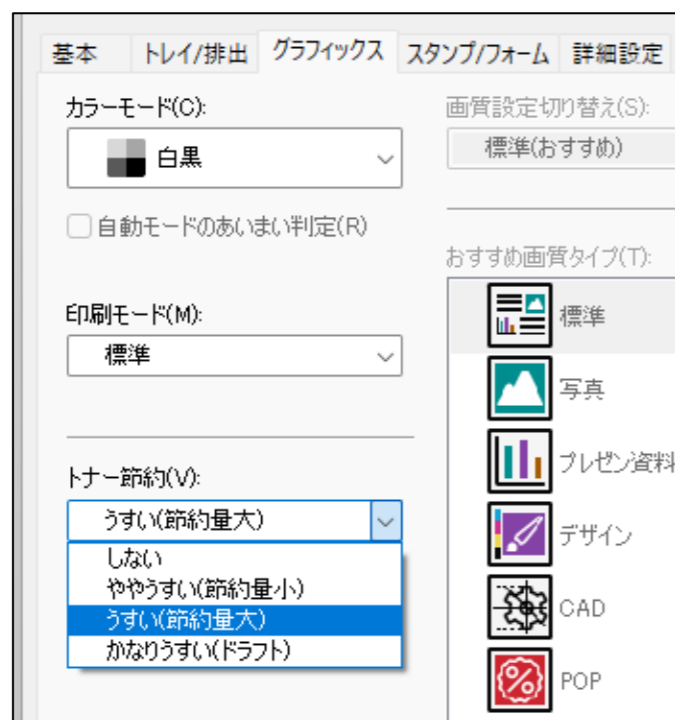 基本 トレイ/排出 グラフィックス スタンプ/フォーム 詳細設定
カラーモード(C):
白黒
自動モードのあいまい判定(R)
印刷モード(M):
標準
トナー節約(V):
うすい(節約量大)
しない
ややうすい(節約量小)
うすい(節約量大)
かなりうすい(ドラフト)
画質設定切り替え(S):
標準(おすすめ)
おすすめ画質タイプ(T):
標準
写真
プレゼン資料
デザイン
CAD
POP